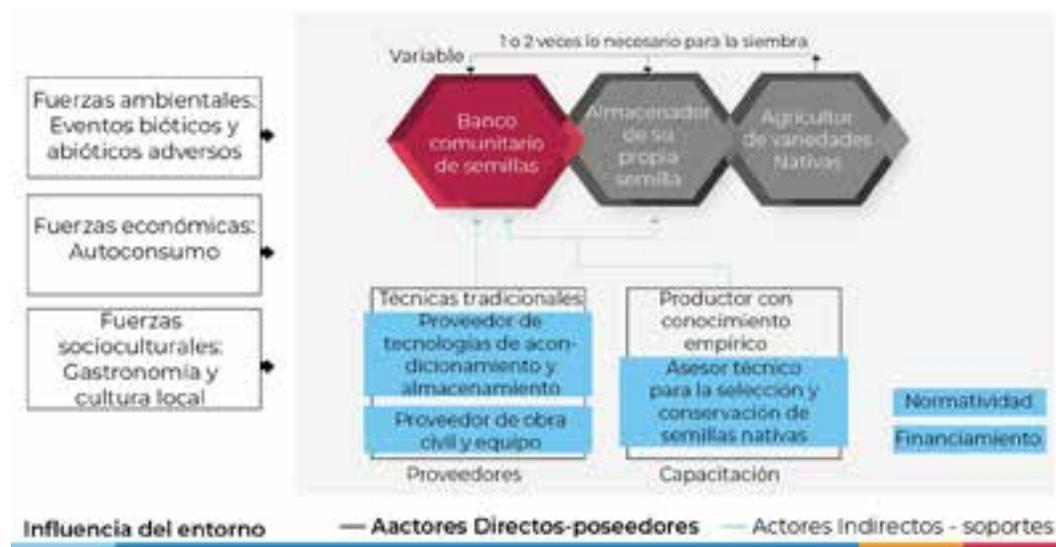 1 o 2 veces lo necesario para la siembra
Variable
Fuerzas ambientales:
Eventos bióticos y
abióticos adversos
Banco
comunitario
de semillas
Almacenador
de su
propia
semilla
Agricultor
de variedades
Nativas
Fuerzas económicas:
Autoconsumo
Fuerzas
socioculturales:
Gastronomía y
cultura local
Técnicas tradicionales
Proveedor de
tecnologías de acon-
dicionamiento y
almacenamiento
Proveedor de obra
civil y equipo
Proveedores
Productor con
conocimiento
empírico
Asesor técnico
para la selección y
conservación de
semillas nativas
Capacitación
Normatividad
Financiamiento
Influencia del entorno
Aactores Directos-poseedores
Actores Indirectos - soportes